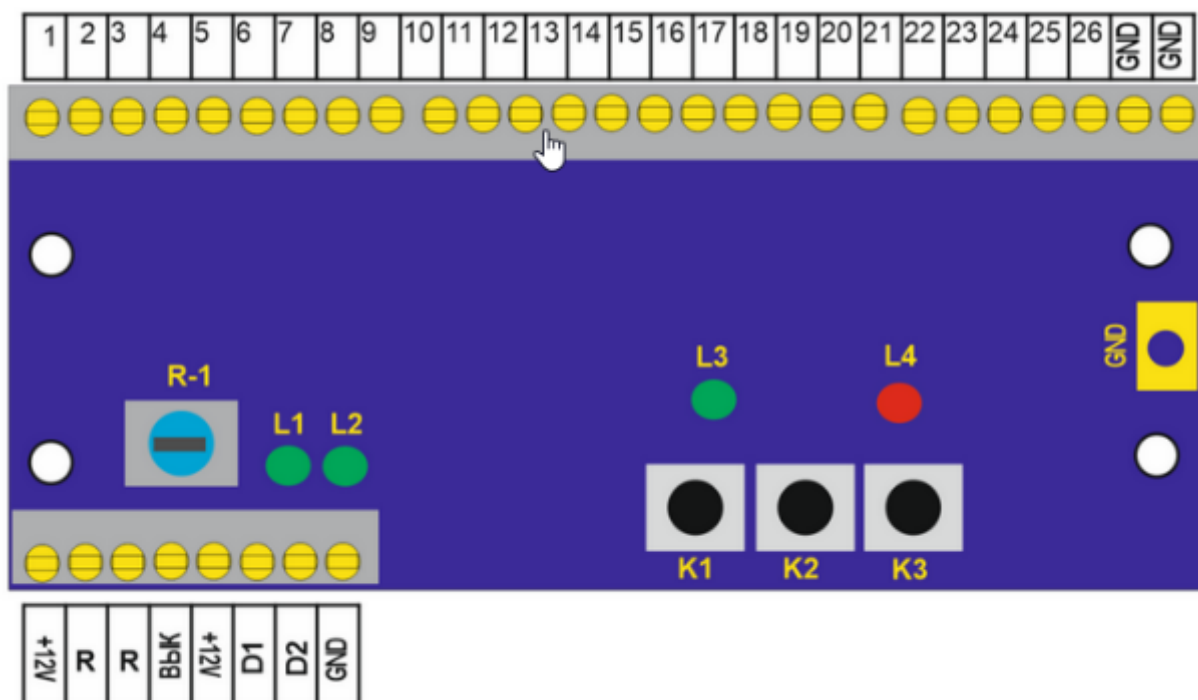 1 2 3 4 5 6 7 8 9 10 11 12 13 14 15 16 17 18 19 20 21 22 23 24 25 26 GND GND
GND
L3 L4
R-1
L1 L2
K1 K2 K3
+12V R R ВЫК +12V D1 D2 GND